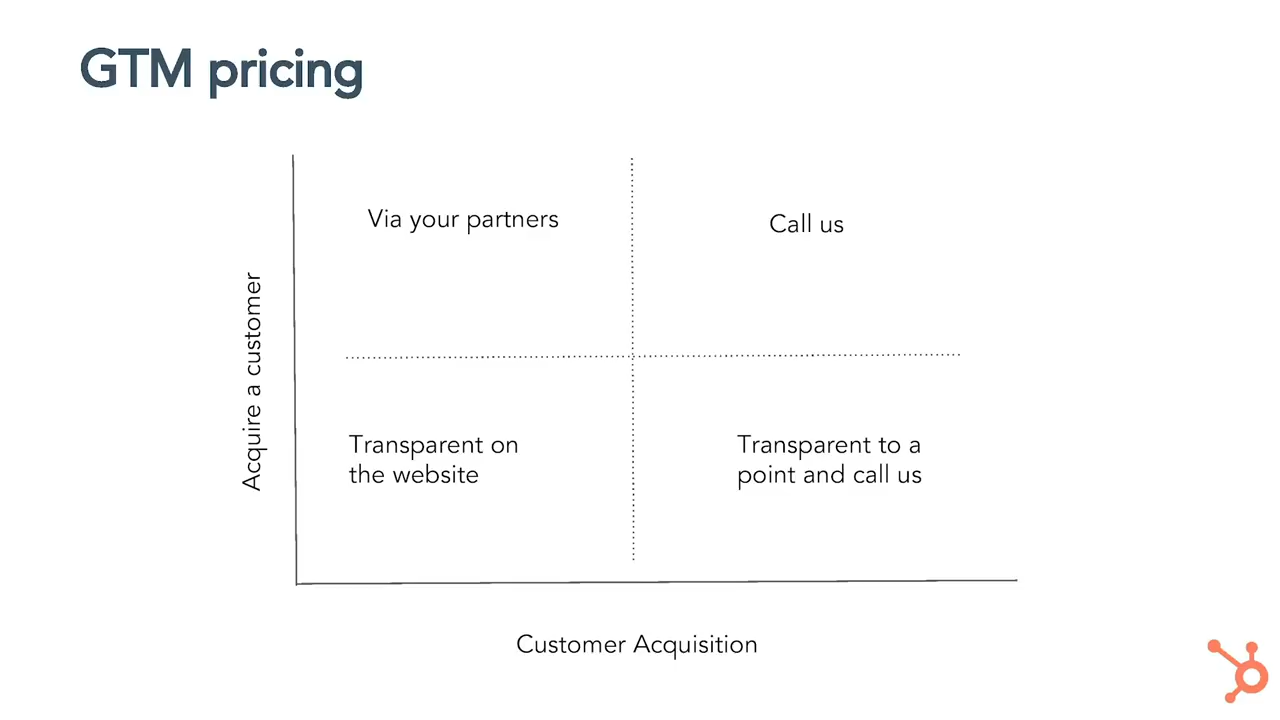 GTM pricing
Via your partners
Call us
Acquire a customer
Transparent on
the website
Transparent to a
point and call us
Customer Acquisition